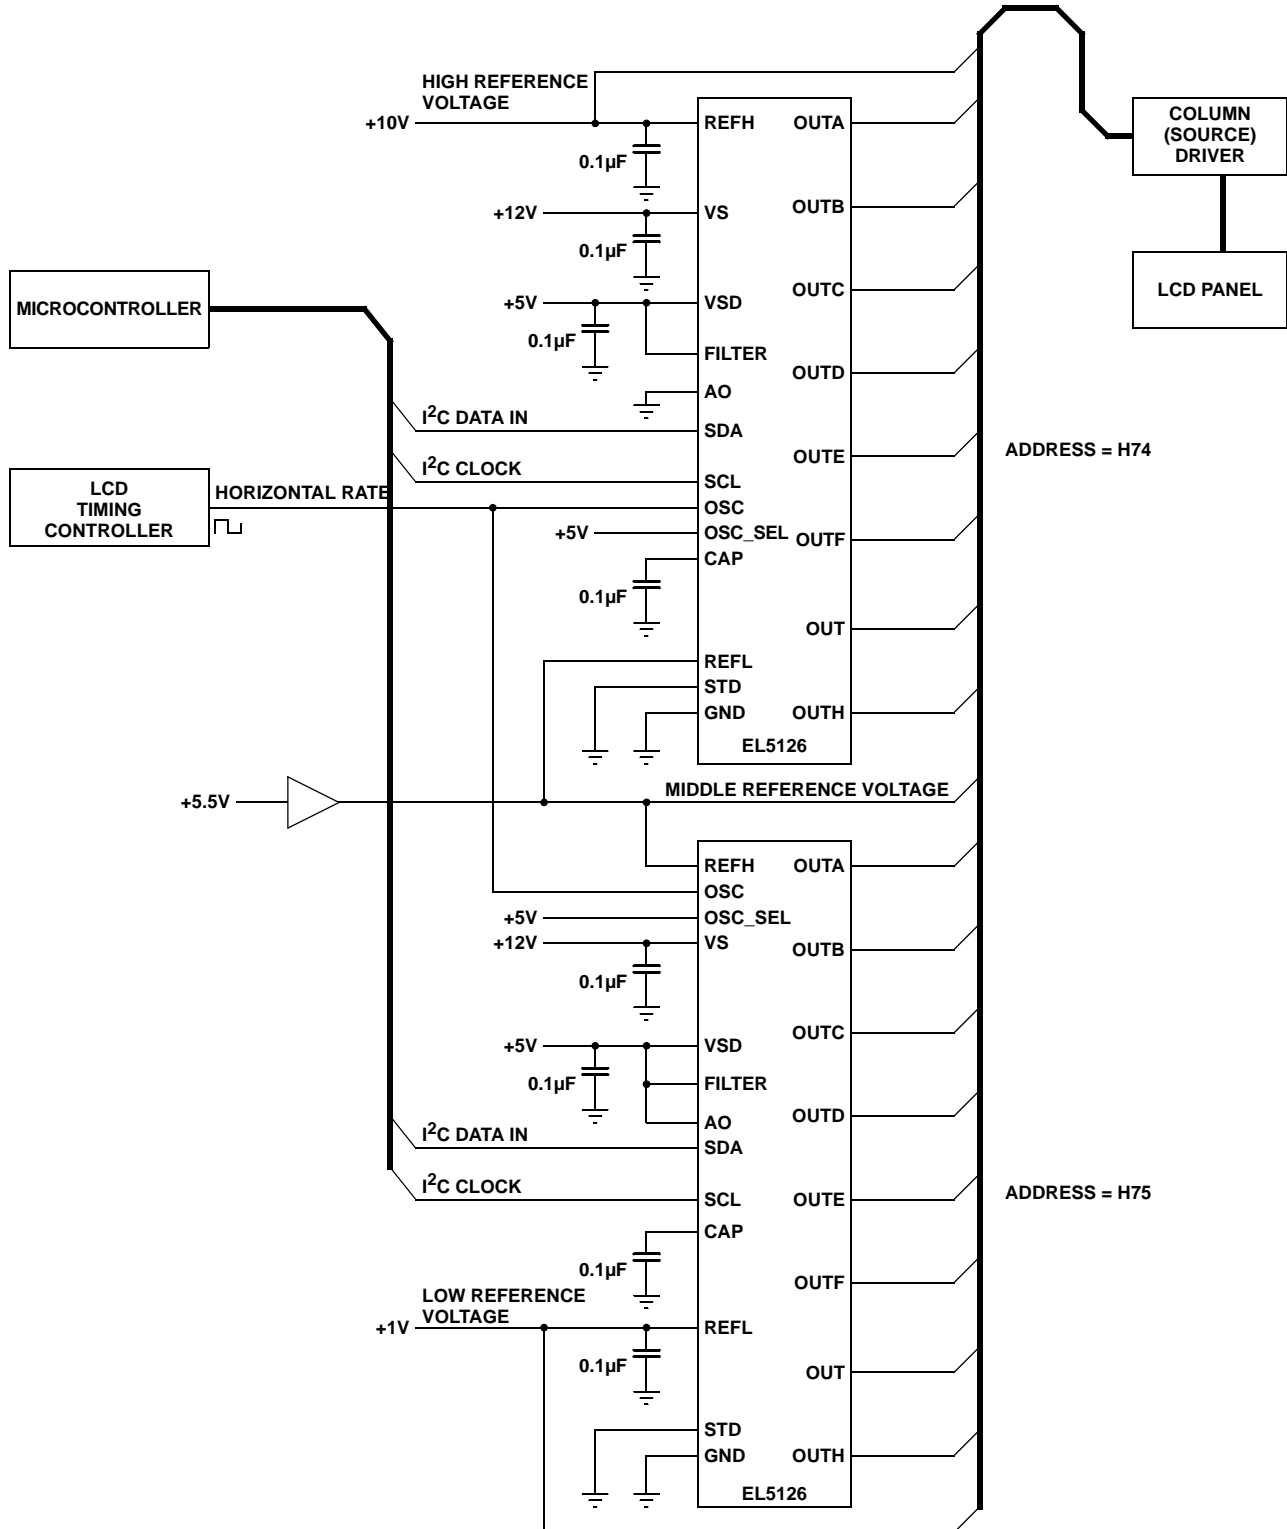 HIGH REFERENCE
VOLTAGE
+10V
REFH
OUTA
0.1µF
COLUMN
(SOURCE)
DRIVER
+12V
VS
OUTB
0.1µF
MICROCONTROLLER
+5V
VSD
OUTC
LCD PANEL
0.1µF
FILTER
OUTD
AO
I²C DATA IN
SDA
OUTE
ADDRESS = H74
I²C CLOCK
SCL
LCD
TIMING
CONTROLLER
HORIZONTAL RATE
OSC
+5V
OSC_SEL
OUTF
CAP
0.1µF
OUT
REFL
STD
GND
OUTH
EL5126
+5.5V
MIDDLE REFERENCE VOLTAGE
REFH
OUTA
OSC
+5V
OSC_SEL
+12V
VS
OUTB
0.1µF
OUTC
+5V
VSD
0.1µF
FILTER
AO
OUTD
I²C DATA IN
SDA
I²C CLOCK
SCL
OUTE
ADDRESS = H75
CAP
0.1µF
OUTF
LOW REFERENCE
VOLTAGE
+1V
REFL
0.1µF
OUT
STD
GND
OUTH
EL5126